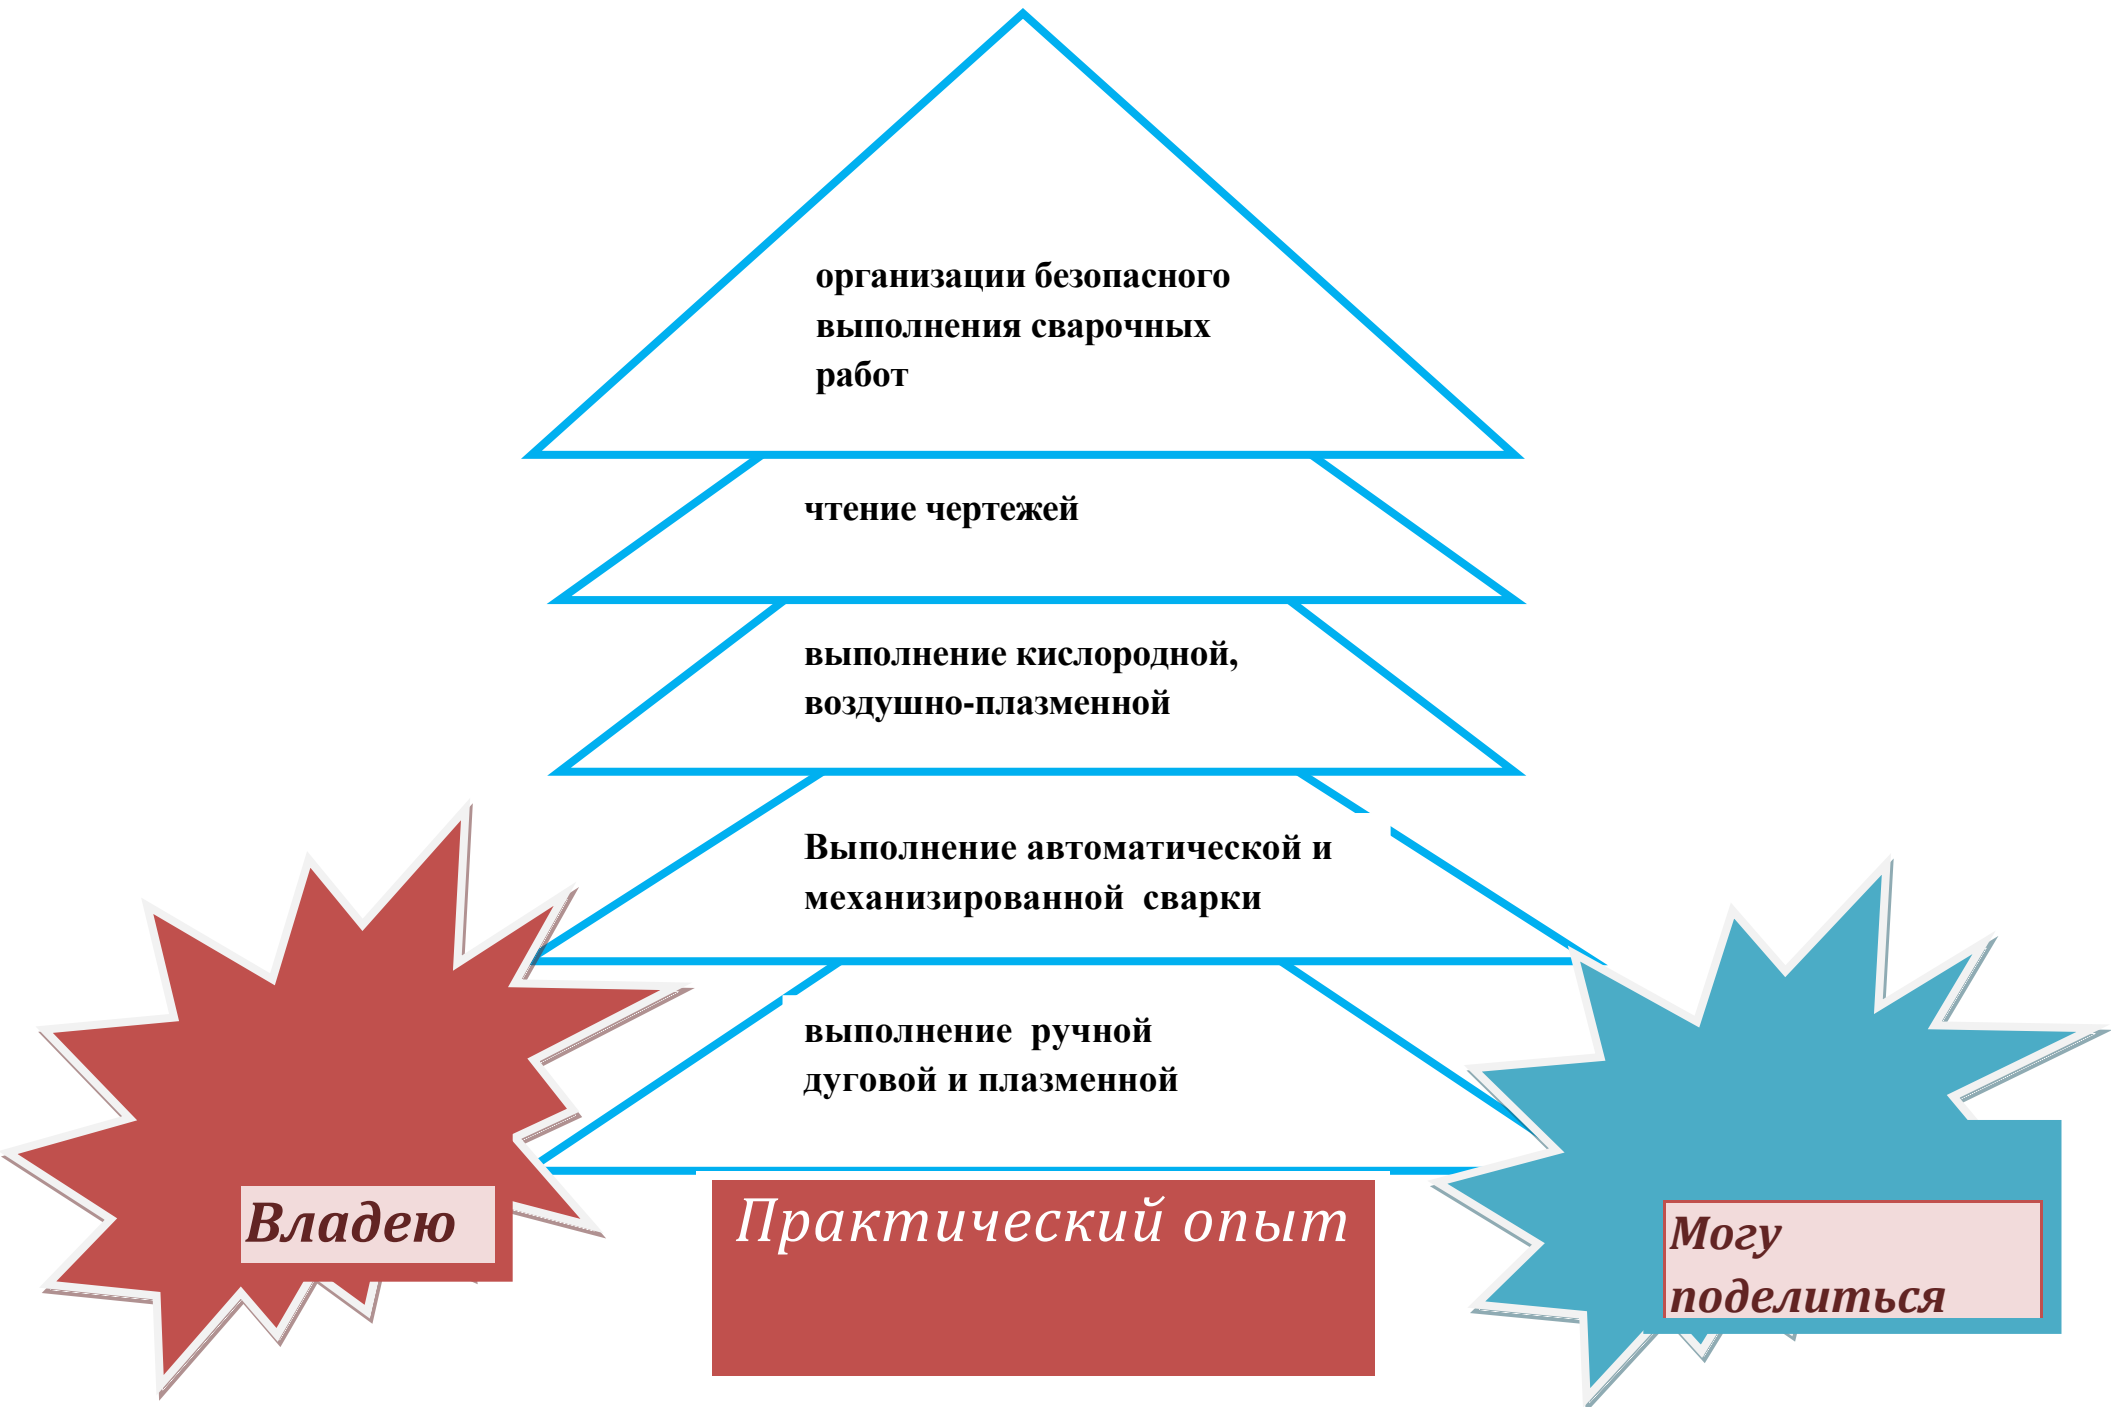 организации безопасного
выполнения сварочных
работ
чтение чертежей
выполнение кислородной,
воздушно-плазменной
Выполнение автоматической и
механизированной  сварки
выполнение  ручной
дуговой и плазменной
Владею
Практический опыт
Могу
поделиться